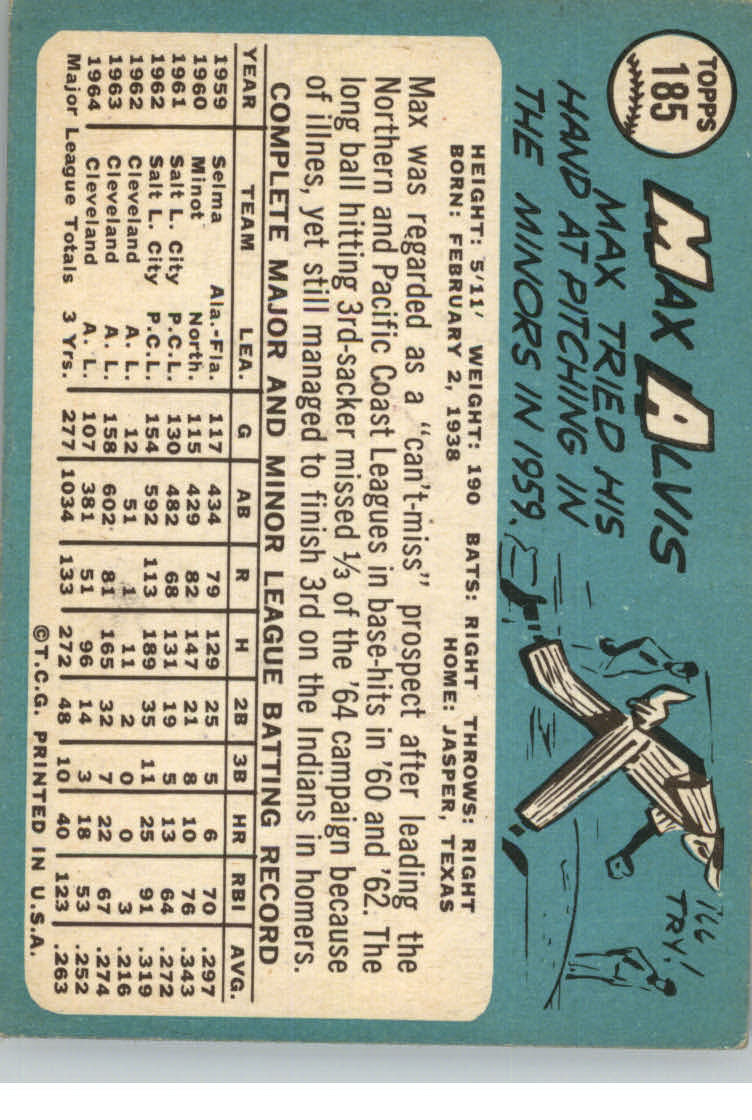 TOPPS
185
MAX ALVIS
MAX TRIED HIS
HAND AT PITCHING IN
THE MINORS IN 1959.
I'LL
TRY!
HEIGHT: 5/11' WEIGHT: 190 BATS: RIGHT THROWS: RIGHT
BORN: FEBRUARY 2, 1938 HOME: JASPER, TEXAS
Max was regarded as a "can't-miss" prospect after leading the
Northern and Pacific Coast Leagues in base-hits in '60 and '62. The
long ball hitting 3rd-sacker missed ⅓ of the '64 campaign because
of illnes, yet still managed to finish 3rd on the Indians in homers.
COMPLETE MAJOR AND MINOR LEAGUE BATTING RECORD
YEAR TEAM LEA. G AB R H 2B 3B HR RBI AVG.
1959 Selma Ala.-Fla. 117 434 79 129 25 5 6 70 .297
1960 Minot North. 115 429 82 147 21 8 10 76 .343
1961 Salt L. City P.C.L. 130 482 68 131 19 5 13 64 .272
1962 Salt L. City P.C.L. 154 592 113 189 35 11 25 91 .319
1962 Cleveland A. L. 12 51 1 11 2 0 0 3 .216
1963 Cleveland A. L. 158 602 81 165 32 7 22 67 .274
1964 Cleveland A. L. 107 381 51 96 14 3 18 53 .252
Major League Totals 3 Yrs. 277 1034 133 272 48 10 40 123 .263
©T.C.G. PRINTED IN U.S.A.